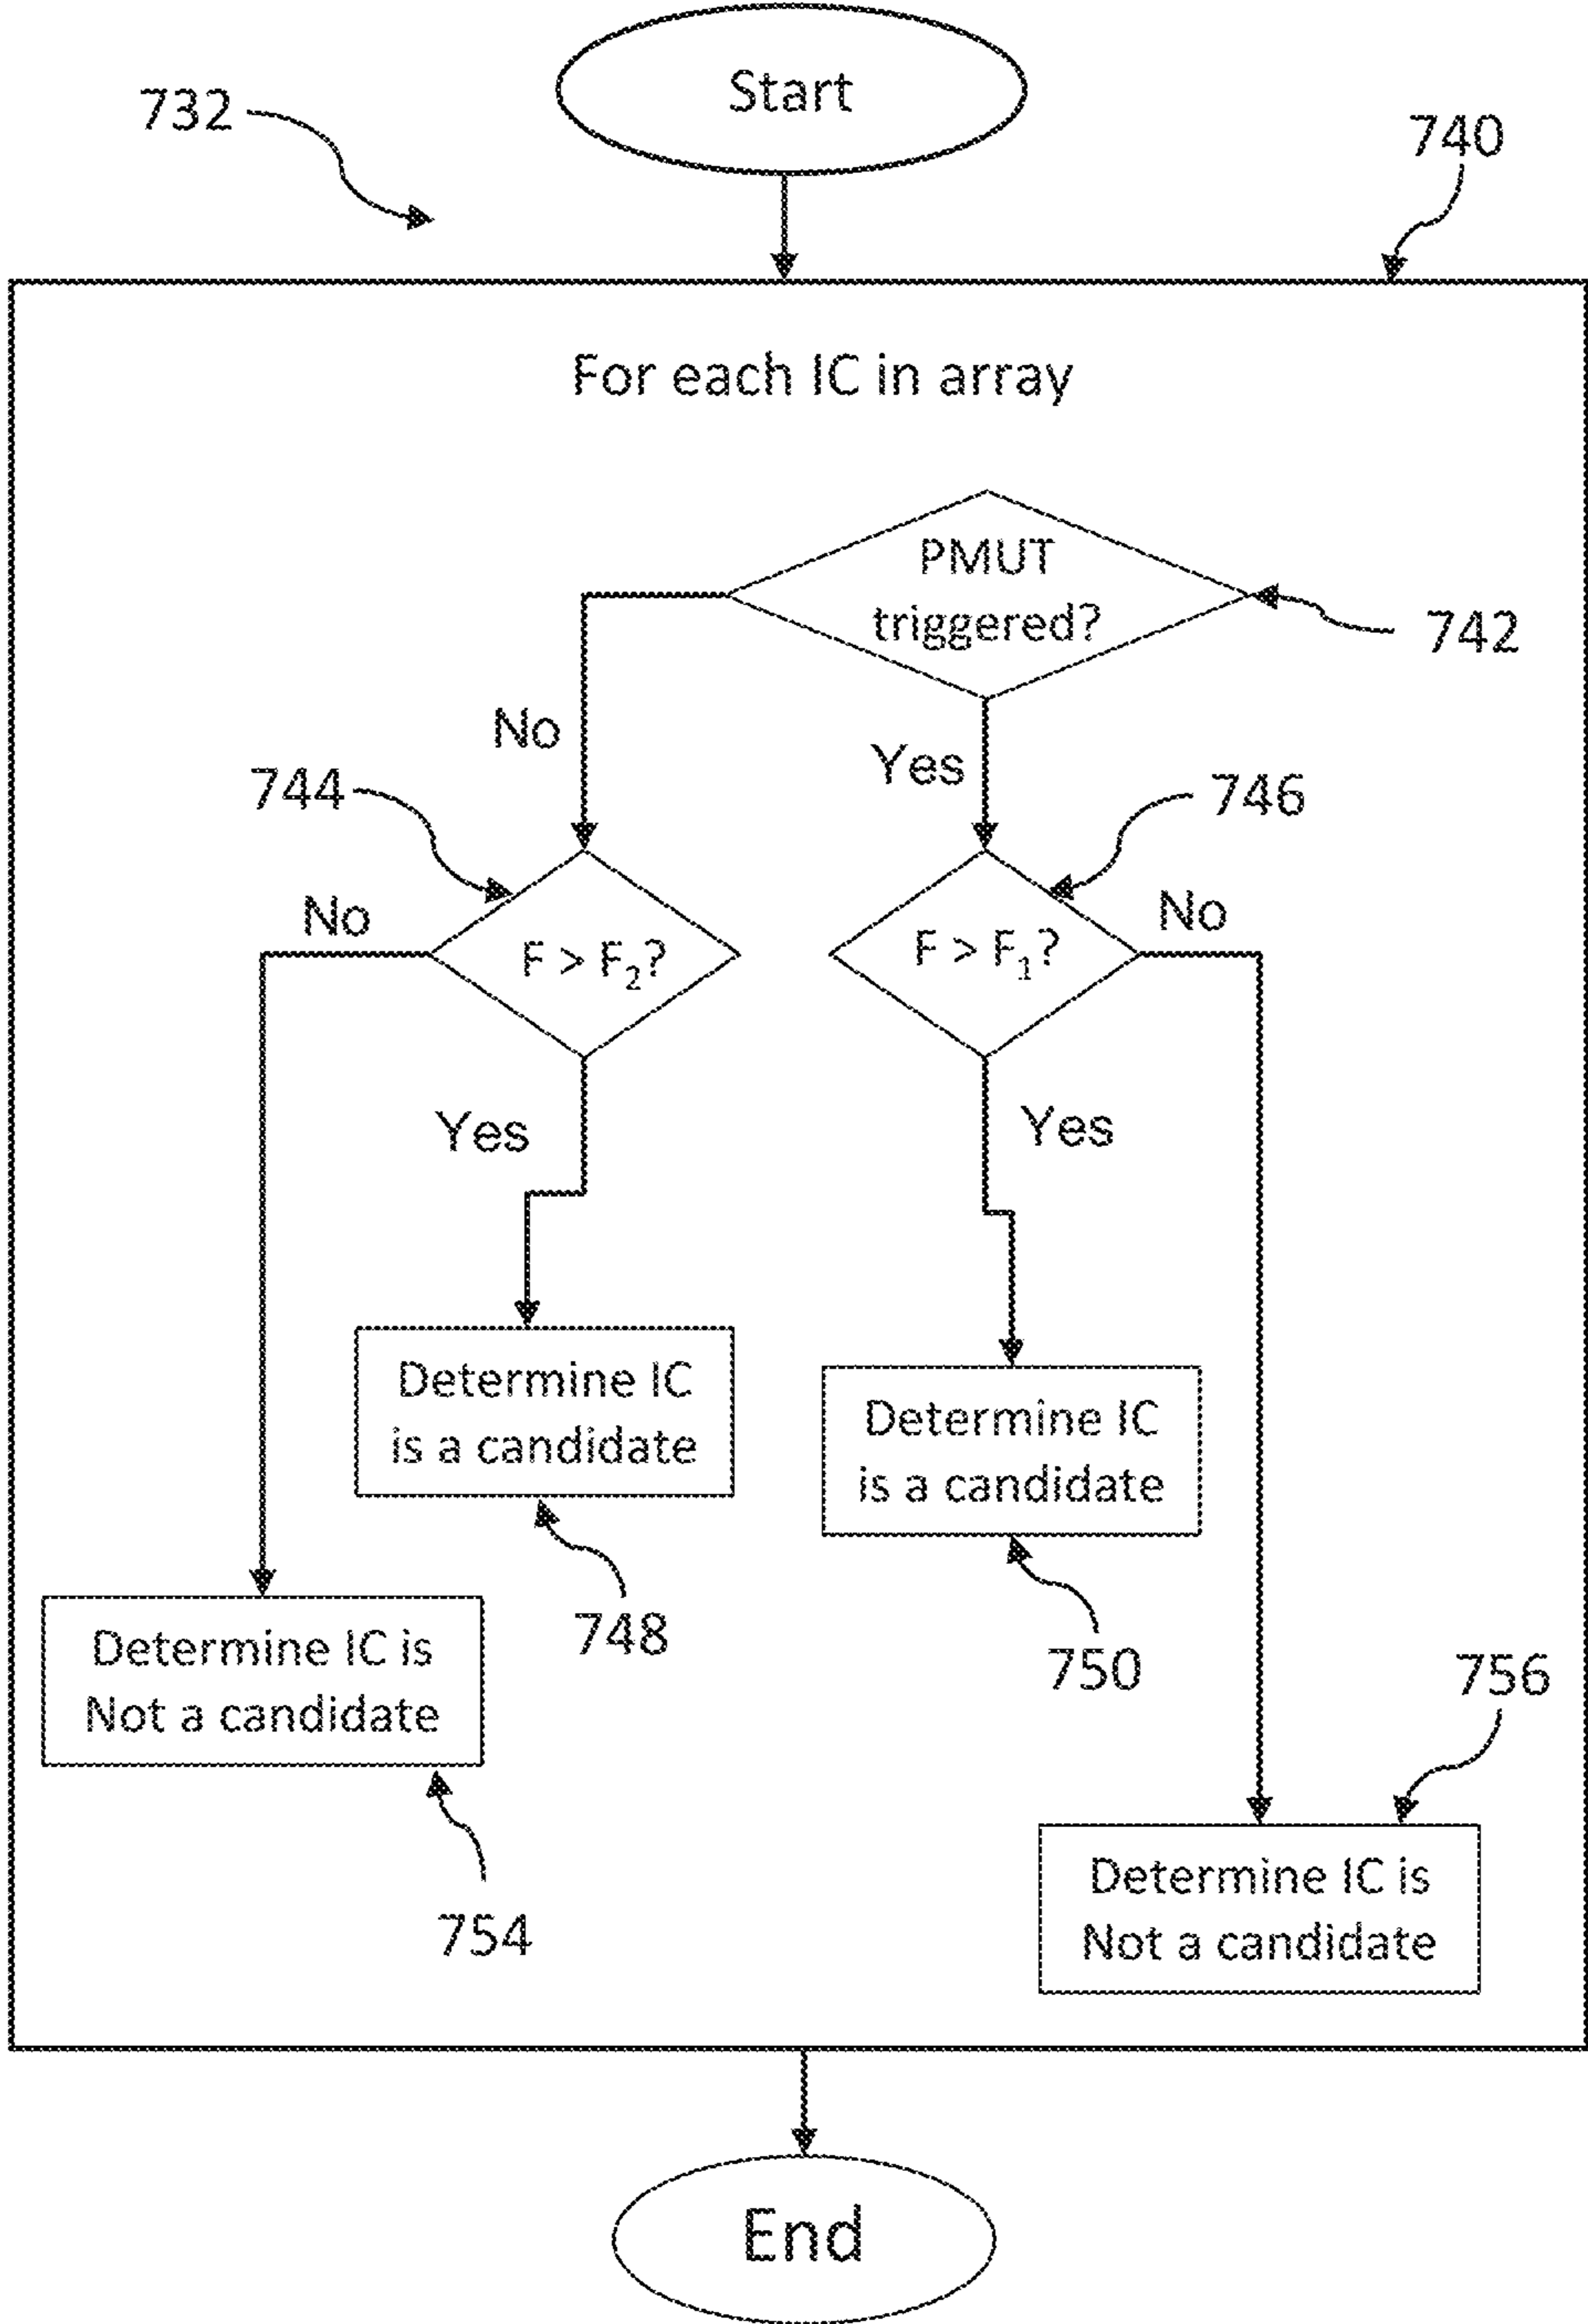 Start
732
740
For each IC in array
PMUT
triggered?
742
No
Yes
744
746
No
F > F₂?
F > F₁?
No
Yes
Yes
Determine IC
is a candidate
Determine IC
is a candidate
748
750
Determine IC is
Not a candidate
756
754
Determine IC is
Not a candidate
End